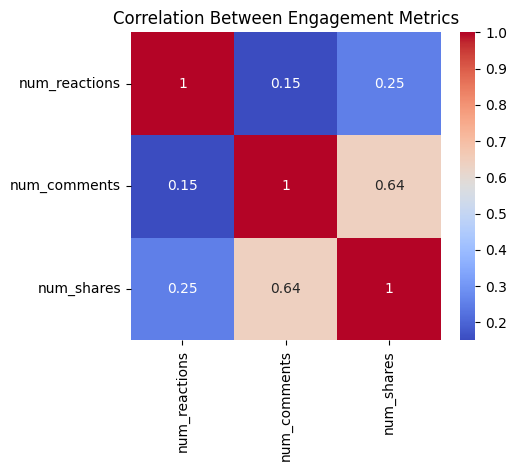 Correlation Between Engagement Metrics
num_reactions 1 0.15 0.25
num_comments 0.15 1 0.64
num_shares 0.25 0.64 1
num_reactions
num_comments
num_shares
1.0
0.9
0.8
0.7
0.6
0.5
0.4
0.3
0.2